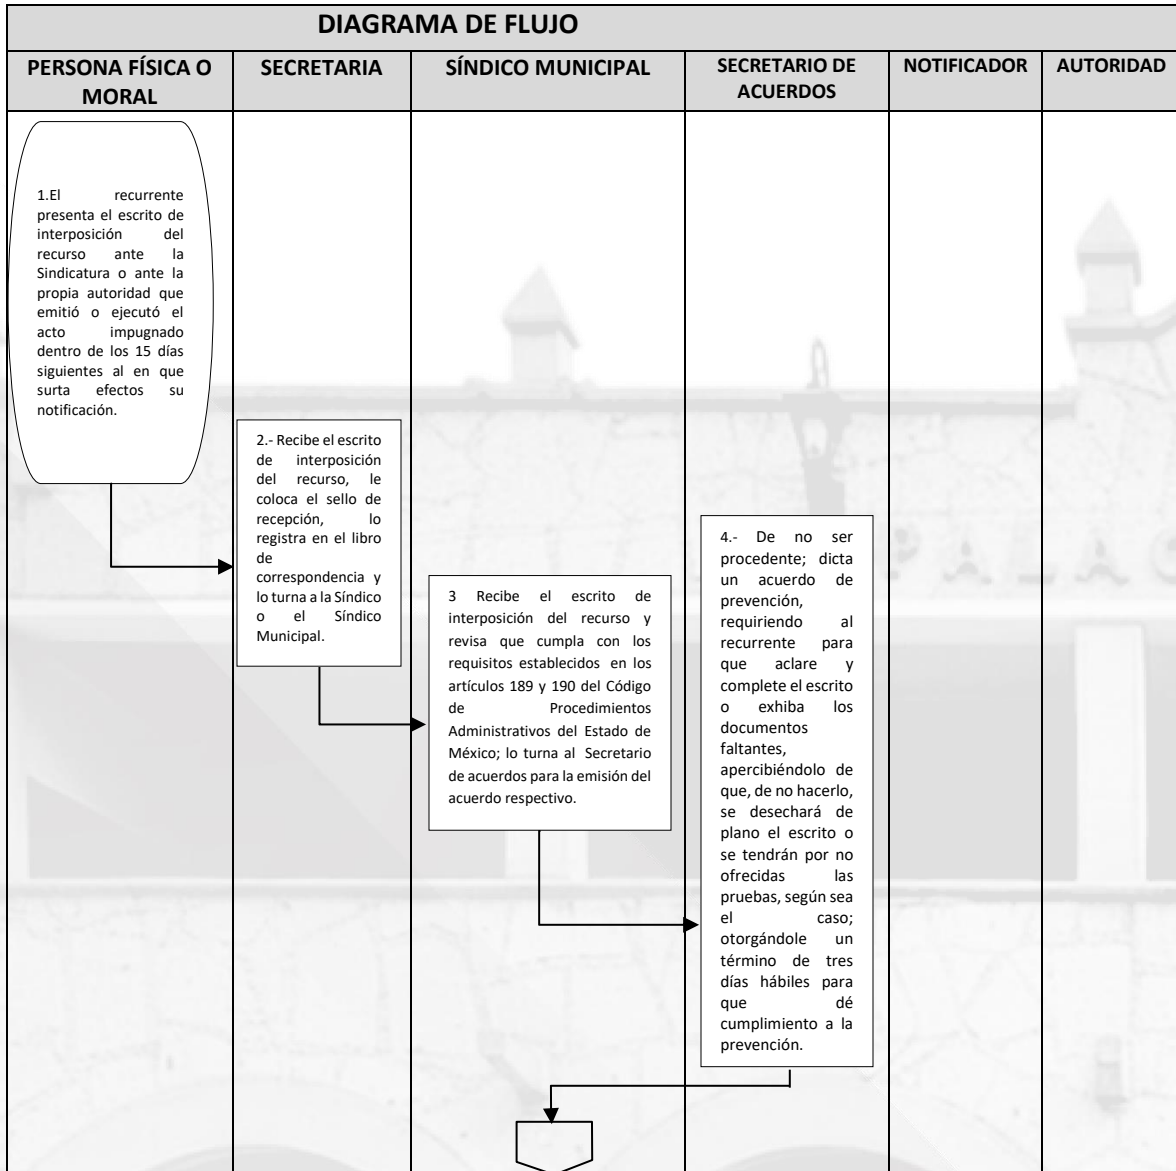 DIAGRAMA DE FLUJO
PERSONA FÍSICA O
MORAL
SECRETARIA
SÍNDICO MUNICIPAL
SECRETARIO DE
ACUERDOS
NOTIFICADOR
AUTORIDAD
1.El recurrente
presenta el escrito de
interposición del
recurso ante la
Sindicatura o ante la
propia autoridad que
emitió o ejecutó el
acto impugnado
dentro de los 15 días
siguientes al en que
surta efectos su
notificación.
2.- Recibe el escrito
de interposición
del recurso, le
coloca el sello de
recepción, lo
registra en el libro
de
correspondencia y
lo turna a la Síndico
o el Síndico
Municipal.
3 Recibe el escrito de
interposición del recurso y
revisa que cumpla con los
requisitos establecidos en los
artículos 189 y 190 del Código
de Procedimientos
Administrativos del Estado de
México; lo turna al Secretario
de acuerdos para la emisión del
acuerdo respectivo.
4.- De no ser
procedente; dicta
un acuerdo de
prevención,
requiriendo al
recurrente para
que aclare y
complete el escrito
o exhiba los
documentos
faltantes,
apercibiéndolo de
que, de no hacerlo,
se desechará de
plano el escrito o
se tendrán por no
ofrecidas las
pruebas, según sea
el caso;
otorgándole un
término de tres
días hábiles para
que dé
cumplimiento a la
prevención.
PALAC